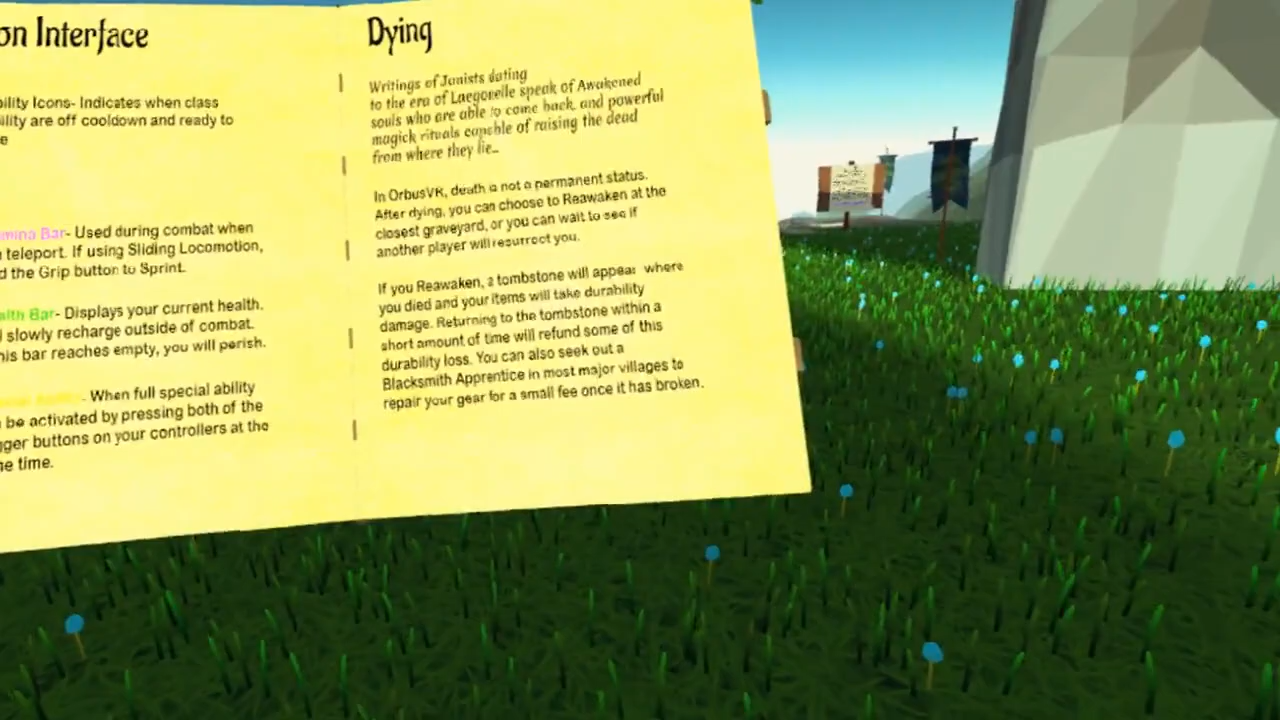 on Interface
bility Icons- Indicates when class
bility are off cooldown and ready to
e
mina Bar- Used during combat when
teleport. If using Sliding Locomotion,
d the Grip button to Sprint.
alth Bar- Displays your current health.
l slowly recharge outside of combat.
his bar reaches empty, you will perish.
- When full special ability
n be activated by pressing both of the
gger buttons on your controllers at the
me time.
Dying
Writings of Janists dating
to the era of Laegorelle speak of Awakened
souls who are able to come back, and powerful
magick rituals capable of raising the dead
from where they lie...
In OrbusVR, death is not a permanent status.
After dying, you can choose to Reawaken at the
closest graveyard, or you can wait to see if
another player will resurrect you.
If you Reawaken, a tombstone will appear where
you died and your items will take durability
damage. Returning to the tombstone within a
short amount of time will refund some of this
durability loss. You can also seek out a
Blacksmith Apprentice in most major villages to
repair your gear for a small fee once it has broken.